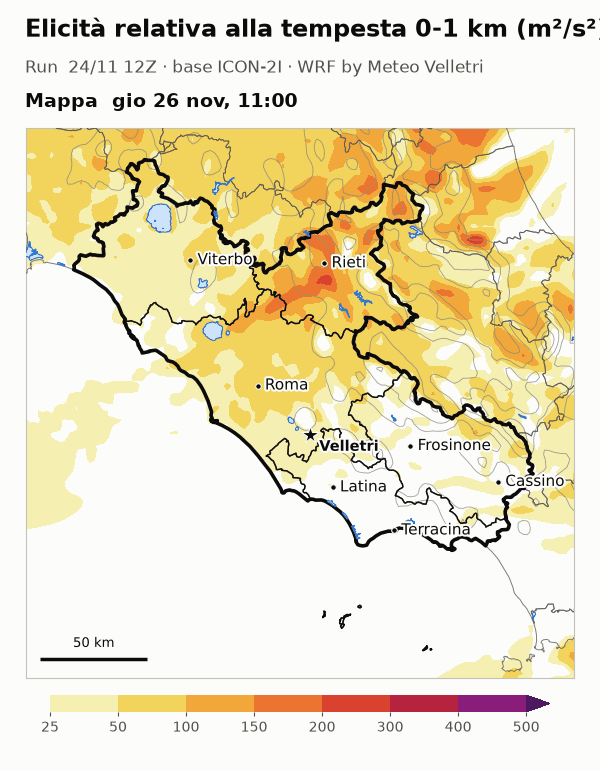 Elicità relativa alla tempesta 0-1 km (m²/s²)
Run  24/11 12Z · base ICON-2I · WRF by Meteo Velletri
Mappa  gio 26 nov, 11:00
Viterbo
Rieti
Roma
Velletri
Frosinone
Cassino
Latina
Terracina
50 km
25 50 100 150 200 300 400 500